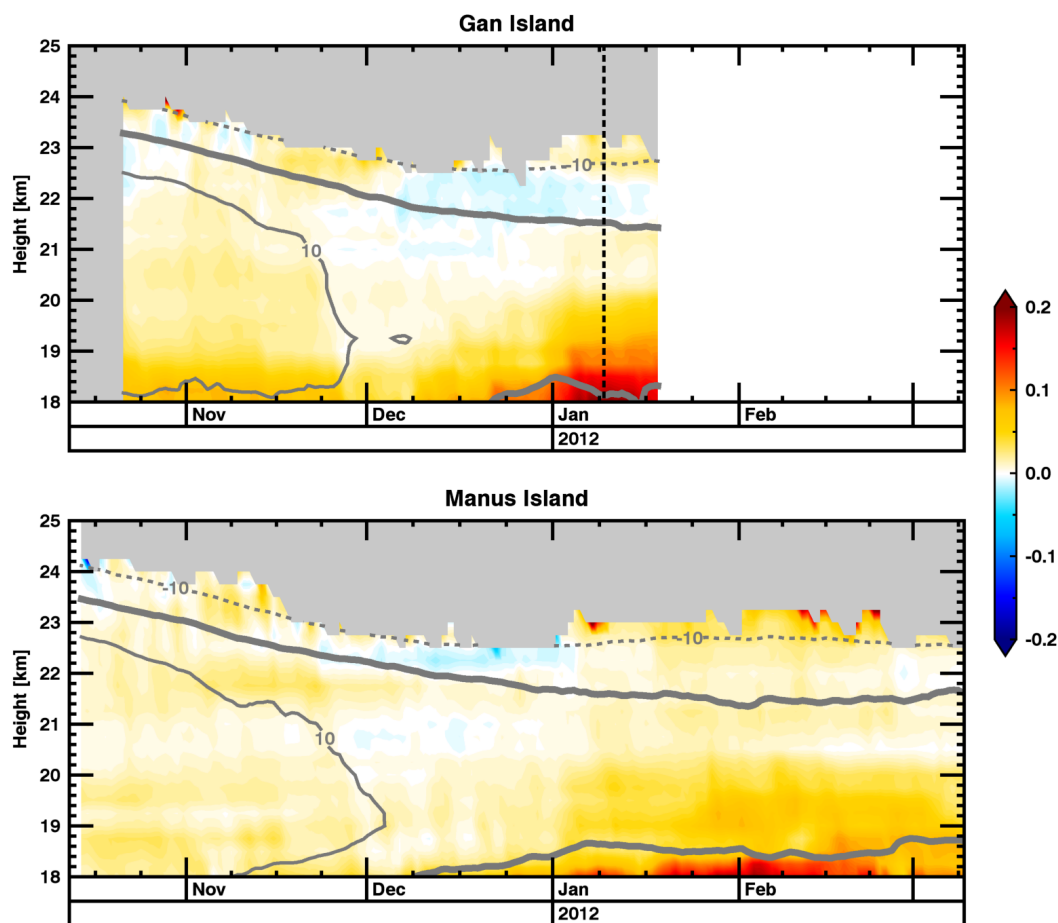 Gan Island
25
24
23
22
21
20
19
18
Height [km]
-10
10
Nov
Dec
Jan
Feb
2012
Manus Island
25
24
23
22
21
20
19
18
Height [km]
-10
-10
10
Nov
Dec
Jan
Feb
2012
0.2
0.1
0.0
-0.1
-0.2